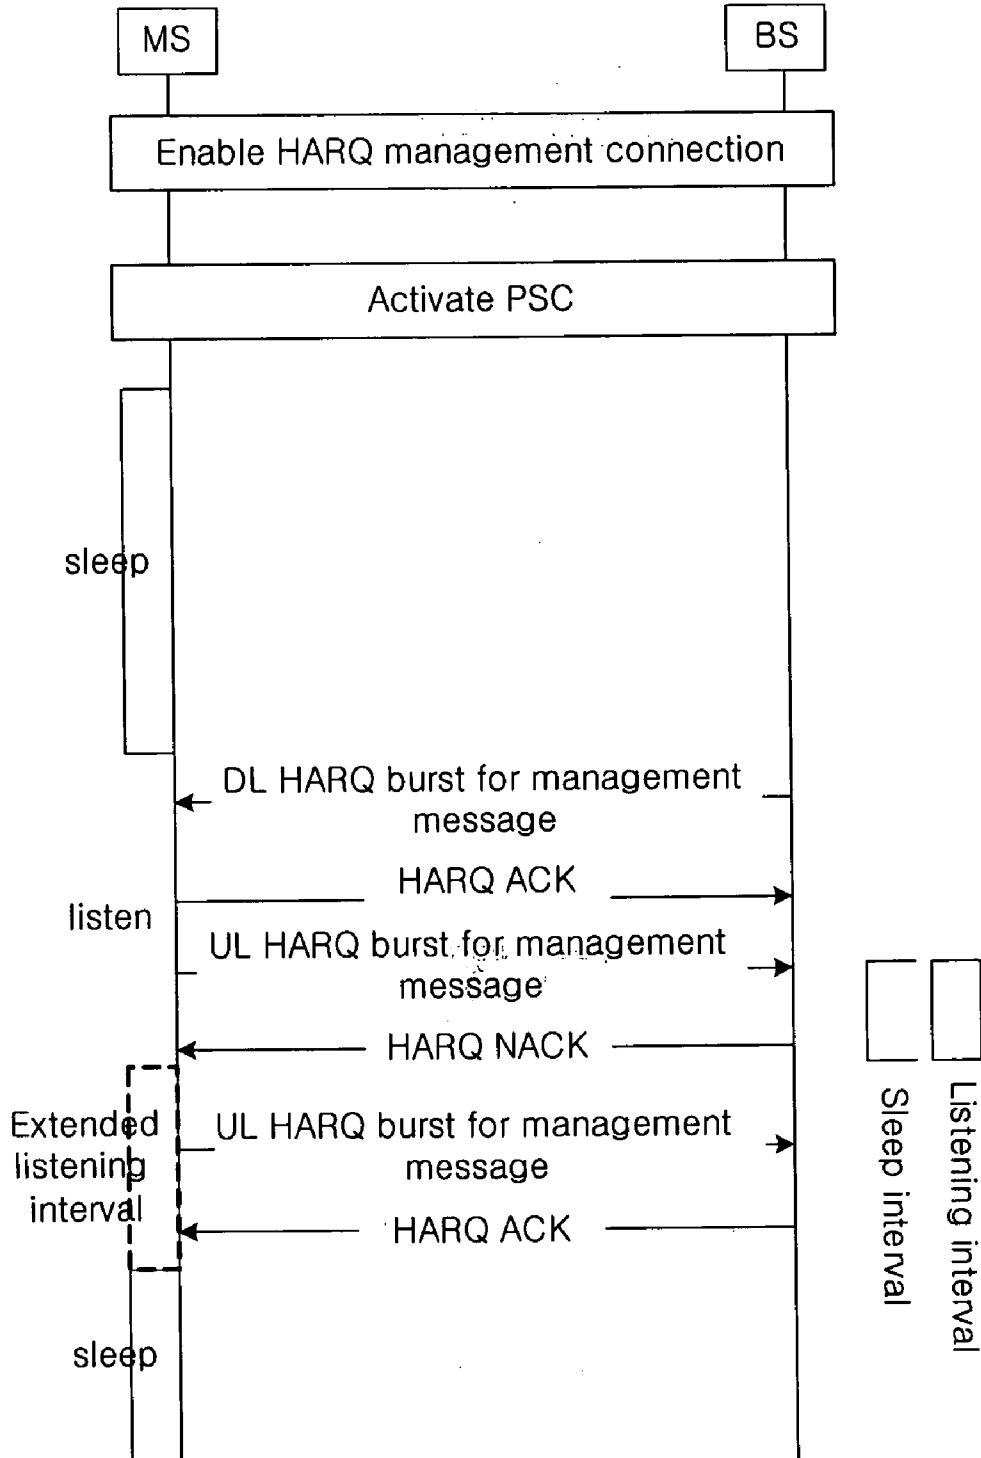 MS
BS
Enable HARQ management connection
Activate PSC
sleep
DL HARQ burst for management
message
HARQ ACK
listen
UL HARQ burst for management
message
HARQ NACK
Extended
listening
interval
UL HARQ burst for management
message
HARQ ACK
sleep
Sleep interval
Listening interval